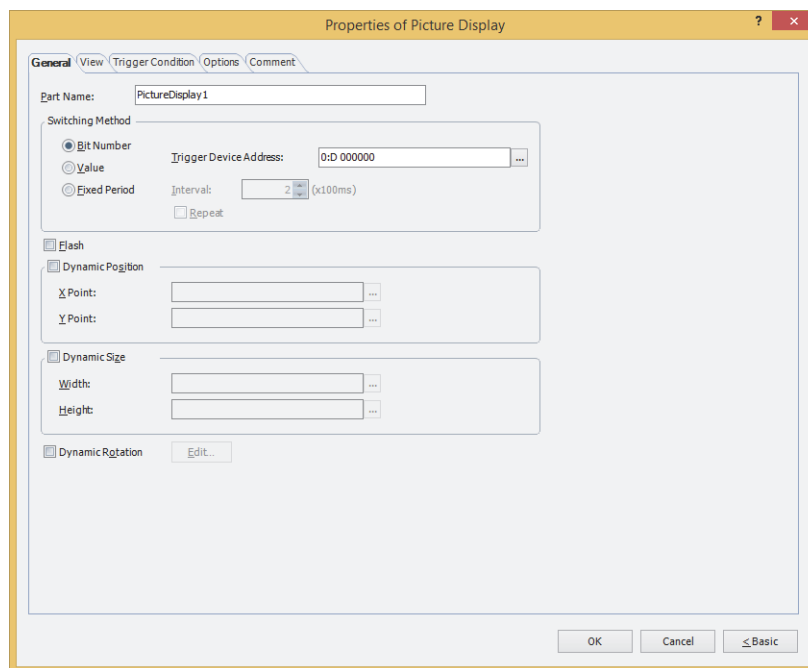 Properties of Picture Display
?
General View Trigger Condition Options Comment
Part Name: PictureDisplay1
Switching Method
Bit Number
Trigger Device Address: 0:D 000000 ...
Value
Fixed Period Interval: 2 (x100ms)
Repeat
Flash
Dynamic Position
X Point: ...
Y Point: ...
Dynamic Size
Width: ...
Height: ...
Dynamic Rotation Edit...
OK Cancel < Basic